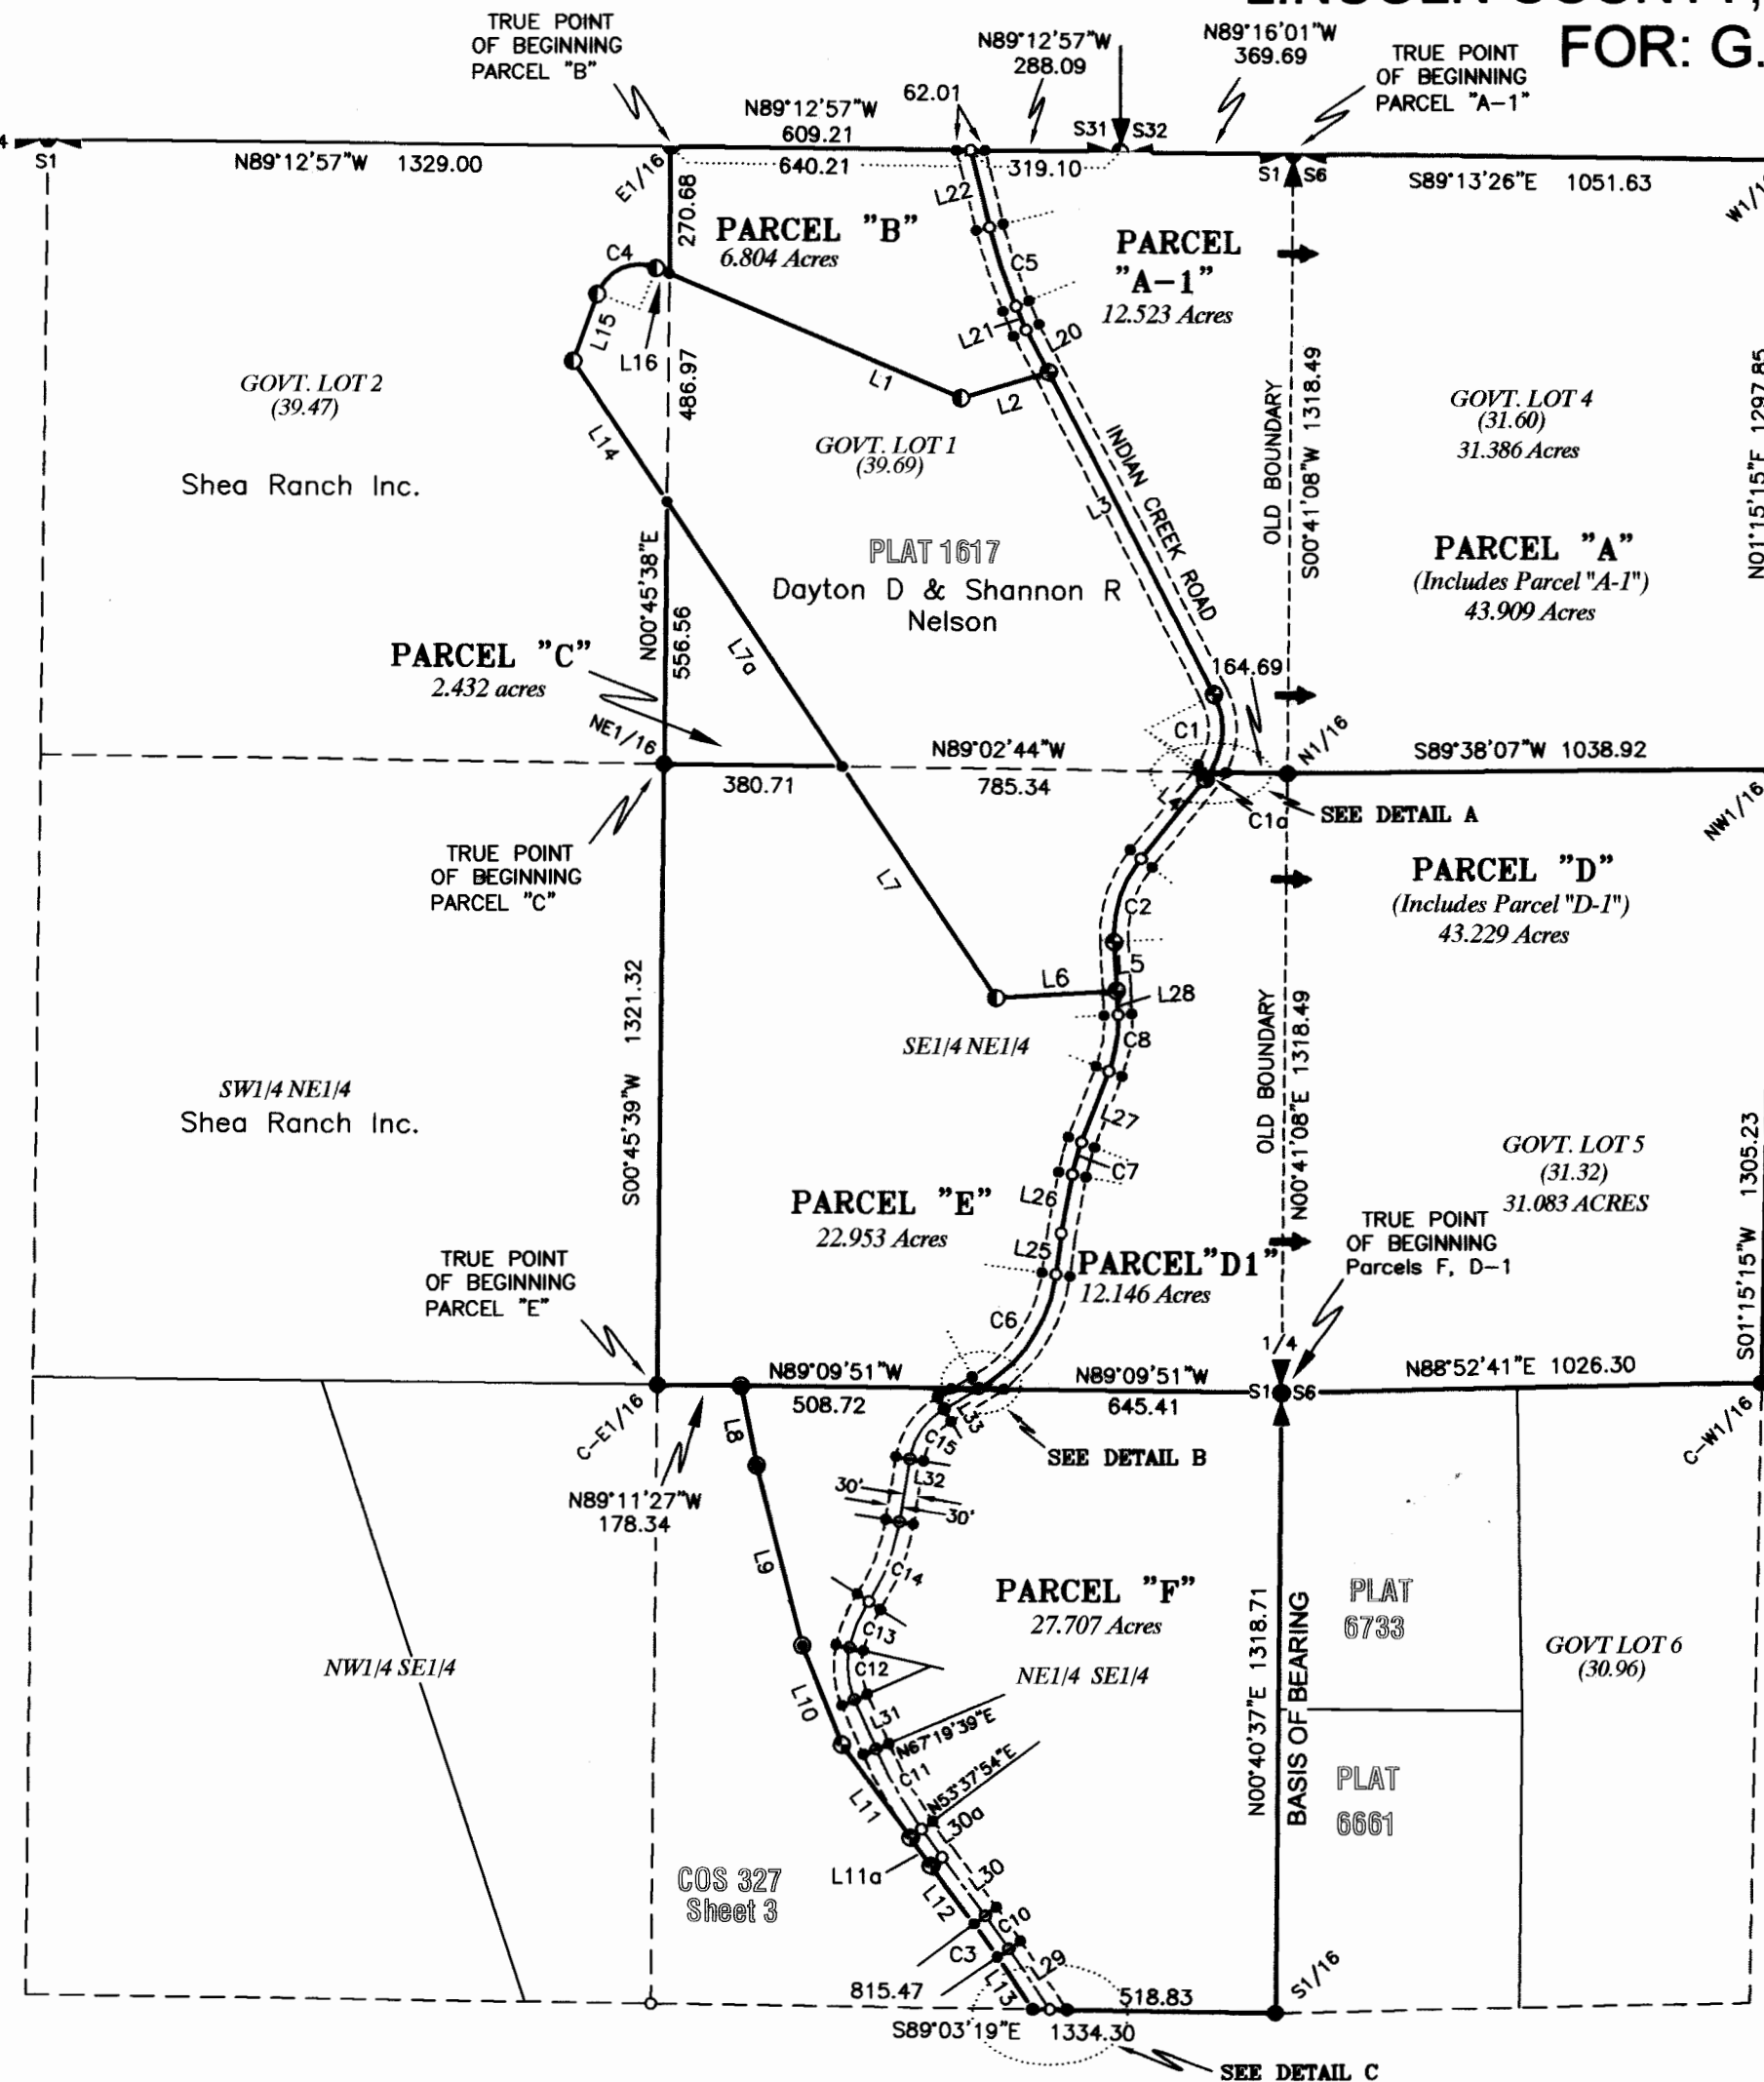 FOR: G.
TRUE POINT
OF BEGINNING
PARCEL "B"
N89°12'57"W
288.09
N89°16'01"W
369.69
TRUE POINT
OF BEGINNING
PARCEL "A-1"
N89°12'57"W
609.21
62.01
S31 S32
4
S1
N89°12'57"W 1329.00
E1/16
640.21
319.10
S1 S6
S89°13'26"E 1051.63
270.68
PARCEL "B"
6.804 Acres
L22
C5
PARCEL
"A-1"
12.523 Acres
C4
L15
L16
L21
L20
L1
L2
486.97
GOVT. LOT 2
(39.47)
Shea Ranch Inc.
L14
GOVT. LOT 1
(39.69)
INDIAN CREEK ROAD
L3
OLD BOUNDARY
S00°41'08"W 1318.49
GOVT. LOT 4
(31.60)
31.386 Acres
N01°15'15"E 1297.85
PLAT 1617
Dayton D & Shannon R
Nelson
PARCEL "A"
(Includes Parcel "A-1")
43.909 Acres
N00°45'38"E
556.56
PARCEL "C"
2.432 acres
L7a
164.69
NE1/16
C1
N89°02'44"W
380.71
785.34
N1/16
S89°38'07"W 1038.92
NW1/16
C1a
SEE DETAIL A
L4
TRUE POINT
OF BEGINNING
PARCEL "C"
L7
C2
PARCEL "D"
(Includes Parcel "D-1")
43.229 Acres
L5
L6
L28
C8
SE1/4 NE1/4
S00°45'39"W 1321.32
SW1/4 NE1/4
Shea Ranch Inc.
L27
C7
L26
L25
OLD BOUNDARY
N00°41'08"E 1318.49
GOVT. LOT 5
(31.32)
31.083 ACRES
S01°15'15"W 1305.23
PARCEL "E"
22.953 Acres
PARCEL"D1"
12.146 Acres
TRUE POINT
OF BEGINNING
Parcels F, D-1
TRUE POINT
OF BEGINNING
PARCEL "E"
C6
1/4
N89°09'51"W
508.72
N89°09'51"W
645.41
S1 S6
N88°52'41"E 1026.30
C-E1/16
C-W1/16
L8
L33
C15
SEE DETAIL B
N89°11'27"W
178.34
L32
30'
30'
L9
C14
PARCEL "F"
27.707 Acres
C13
C12
NE1/4 SE1/4
NW1/4 SE1/4
PLAT
6733
GOVT LOT 6
(30.96)
L10
L31
N67°19'39"E
C11
N53°37'54"E
L30a
N00°40'37"E 1318.71
BASIS OF BEARING
PLAT
6661
L11
L11a
L30
COS 327
Sheet 3
L12
C10
C3
L29
L13
815.47
518.83
S1/16
S89°03'19"E 1334.30
SEE DETAIL C